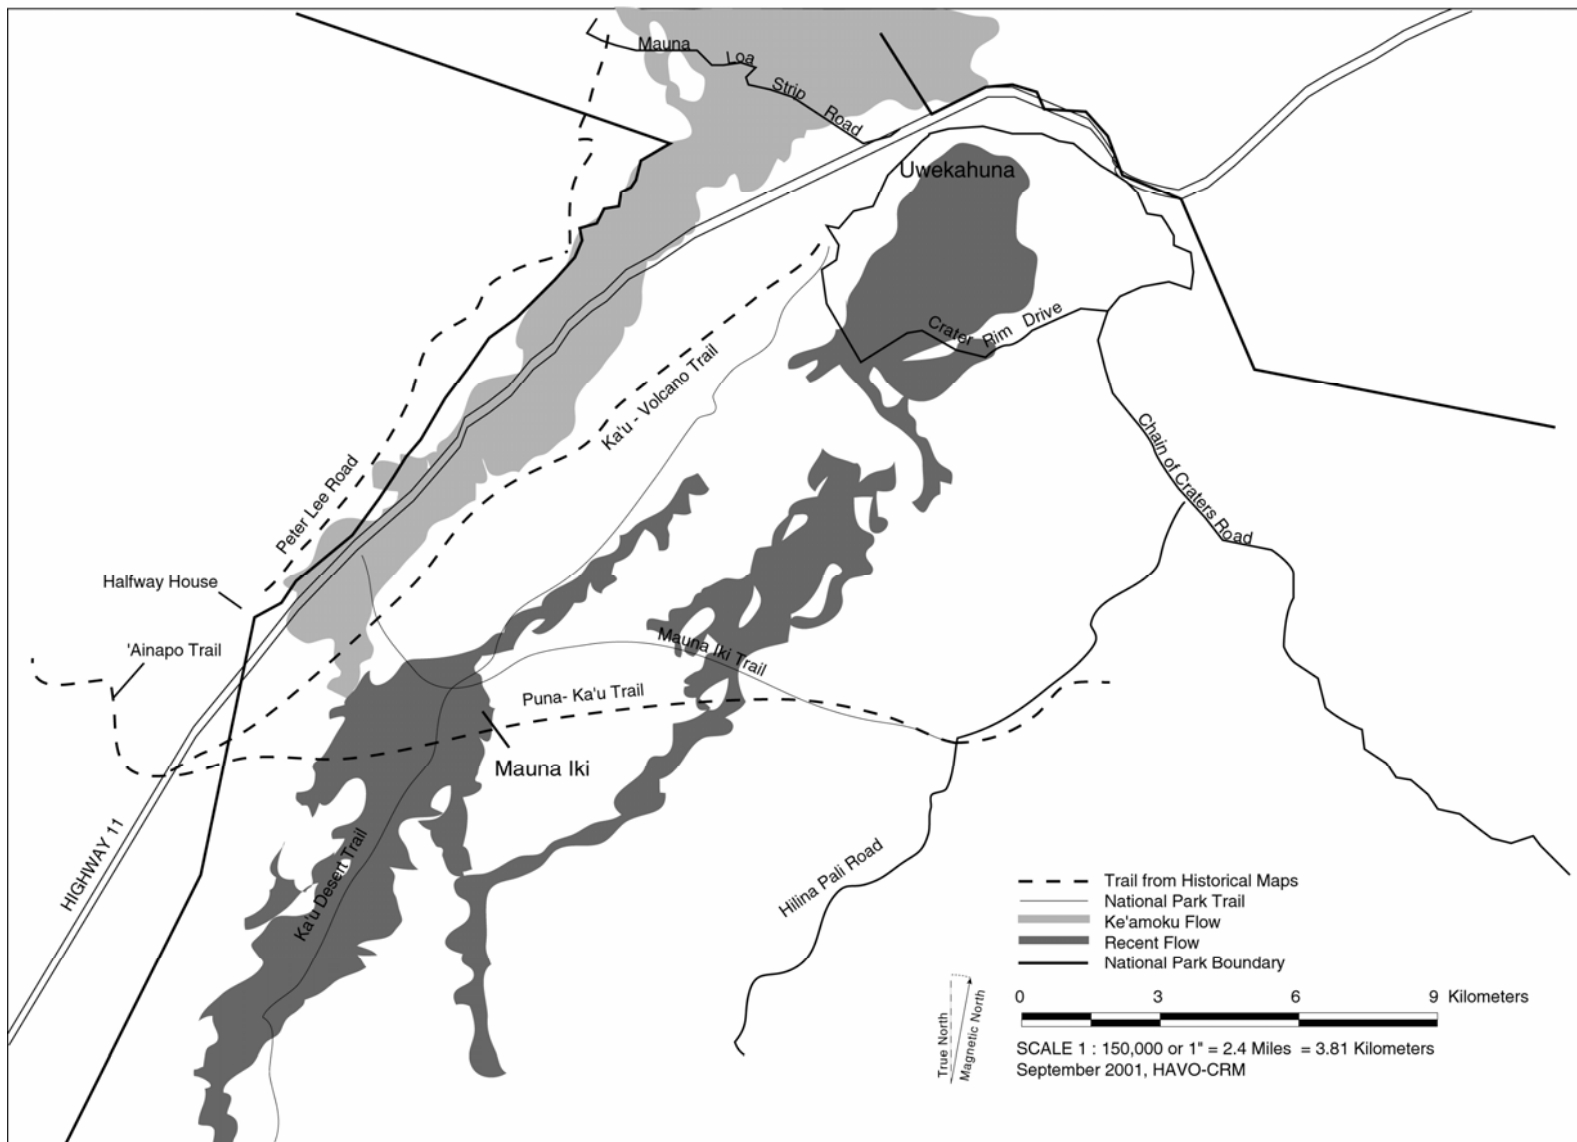 Mauna Loa Strip Road
Uwekahuna
Crater Rim Drive
Ka'u - Volcano Trail
Chain of Craters Road
Peter Lee Road
Halfway House
'Ainapo Trail
Mauna Iki Trail
Puna- Ka'u Trail
Mauna Iki
HIGHWAY 11
Ka'u Desert Trail
Hilina Pali Road
Trail from Historical Maps
National Park Trail
Ke'amoku Flow
Recent Flow
National Park Boundary
True North
Magnetic North
0 3 6 9 Kilometers
SCALE 1 : 150,000 or 1" = 2.4 Miles = 3.81 Kilometers
September 2001, HAVO-CRM